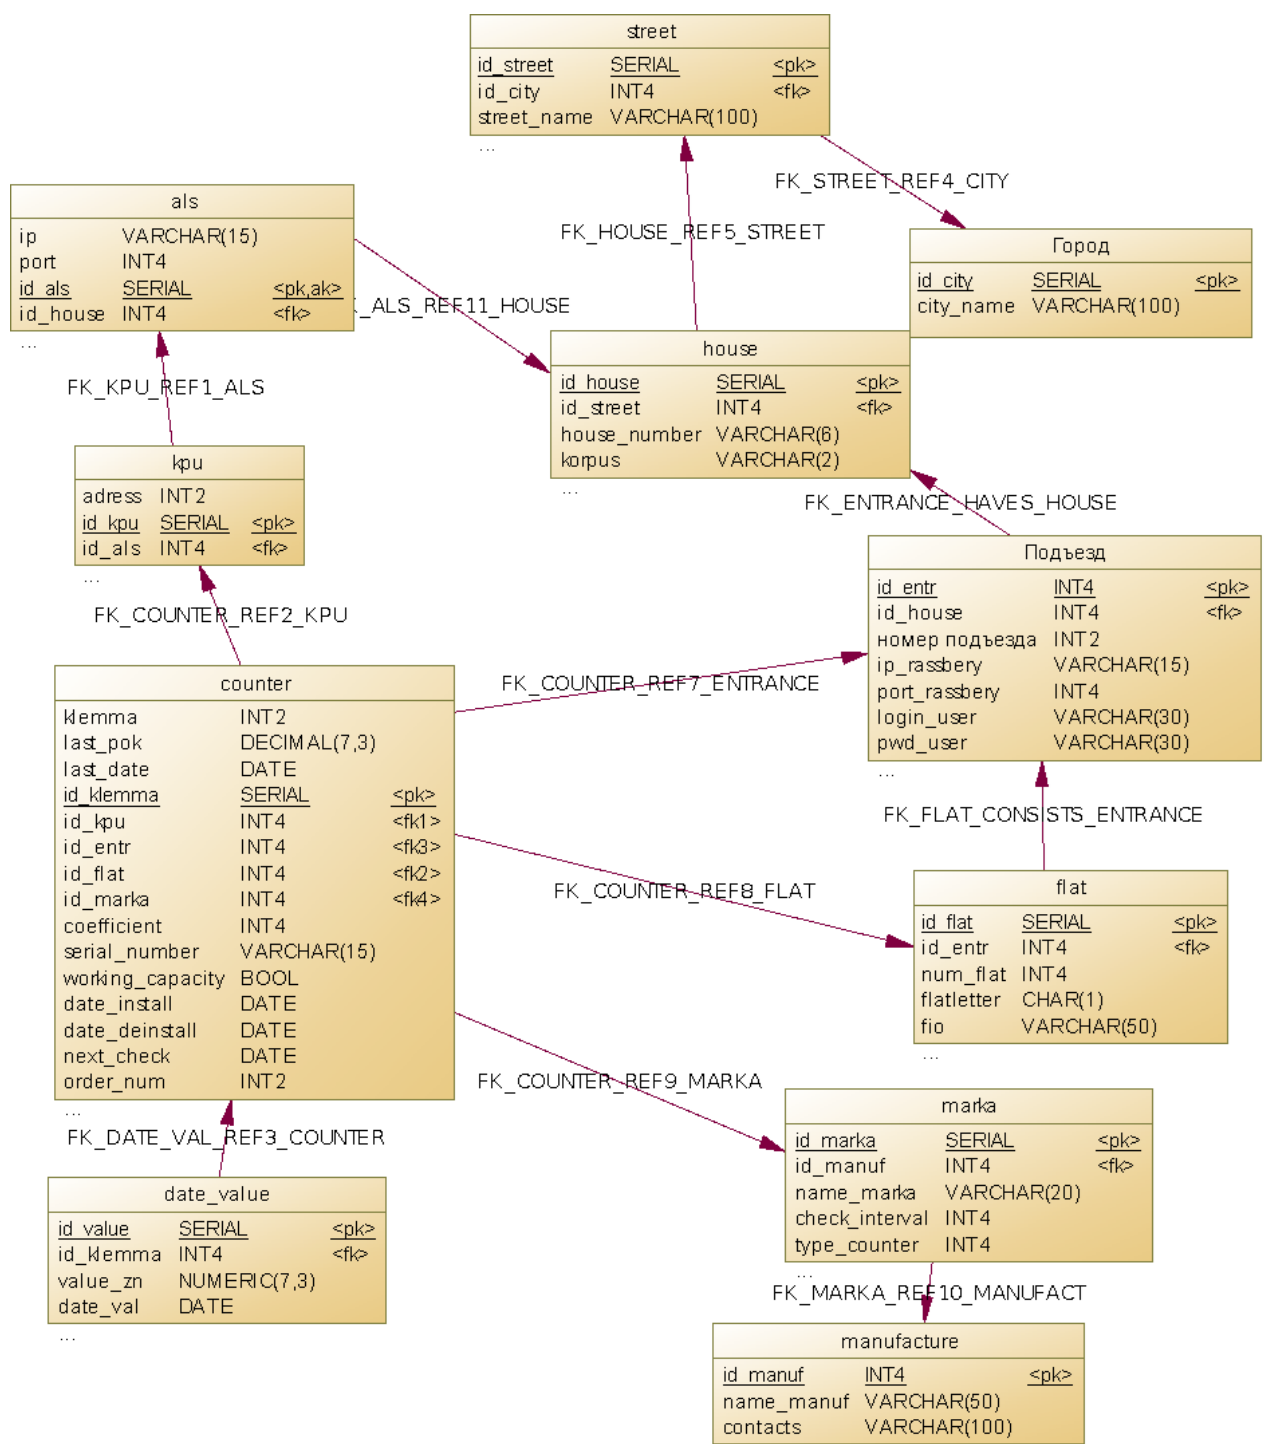 street
id_street SERIAL <pk>
id_city INT4 <fk>
street_name VARCHAR(100)
...
FK_STREET_REF4_CITY
als
ip VARCHAR(15)
port INT4
id_als SERIAL <pk,ak>
id_house INT4 <fk>
...
FK_HOUSE_REF5_STREET
Город
id_city SERIAL <pk>
city_name VARCHAR(100)
K_ALS_REF11_HOUSE
house
id_house SERIAL <pk>
id_street INT4 <fk>
house_number VARCHAR(6)
korpus VARCHAR(2)
...
FK_KPU_REF1_ALS
kpu
adress INT2
id_kpu SERIAL <pk>
id_als INT4 <fk>
...
FK_ENTRANCE_HAVES_HOUSE
Подъезд
id_entr INT4 <pk>
id_house INT4 <fk>
номер подъезда INT2
ip_rassbery VARCHAR(15)
port_rassbery INT4
login_user VARCHAR(30)
pwd_user VARCHAR(30)
...
FK_COUNTER_REF2_KPU
FK_COUNTER_REF7_ENTRANCE
counter
klemma INT2
last_pok DECIMAL(7,3)
last_date DATE
id_klemma SERIAL <pk>
id_kpu INT4 <fk1>
id_entr INT4 <fk3>
id_flat INT4 <fk2>
id_marka INT4 <fk4>
coefficient INT4
serial_number VARCHAR(15)
working_capacity BOOL
date_install DATE
date_deinstall DATE
next_check DATE
order_num INT2
...
FK_FLAT_CONSISTS_ENTRANCE
FK_COUNTER_REF8_FLAT
flat
id_flat SERIAL <pk>
id_entr INT4 <fk>
num_flat INT4
flatletter CHAR(1)
fio VARCHAR(50)
...
FK_COUNTER_REF9_MARKA
FK_DATE_VAL_REF3_COUNTER
marka
id_marka SERIAL <pk>
id_manuf INT4 <fk>
name_marka VARCHAR(20)
check_interval INT4
type_counter INT4
...
date_value
id_value SERIAL <pk>
id_klemma INT4 <fk>
value_zn NUMERIC(7,3)
date_val DATE
...
FK_MARKA_REF10_MANUFACT
manufacture
id_manuf INT4 <pk>
name_manuf VARCHAR(50)
contacts VARCHAR(100)